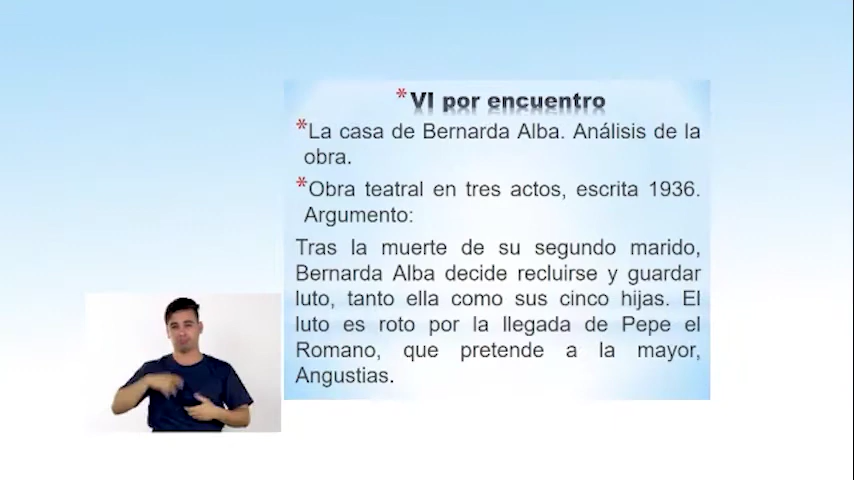 *VI por encuentro
*La casa de Bernarda Alba. Análisis de la
obra.
*Obra teatral en tres actos, escrita 1936.
Argumento:
Tras la muerte de su segundo marido,
Bernarda Alba decide recluirse y guardar
luto, tanto ella como sus cinco hijas. El
luto es roto por la llegada de Pepe el
Romano, que pretende a la mayor,
Angustias.